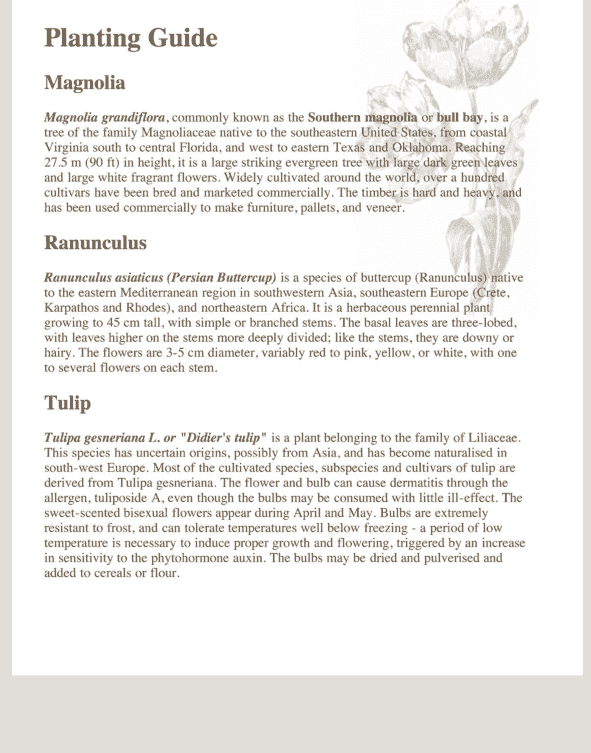 Planting Guide
Magnolia
Magnolia grandiflora, commonly known as the Southern magnolia or bull bay, is a
tree of the family Magnoliaceae native to the southeastern United States, from coastal
Virginia south to central Florida, and west to eastern Texas and Oklahoma. Reaching
27.5 m (90 ft) in height, it is a large striking evergreen tree with large dark green leaves
and large white fragrant flowers. Widely cultivated around the world, over a hundred
cultivars have been bred and marketed commercially. The timber is hard and heavy, and
has been used commercially to make furniture, pallets, and veneer.
Ranunculus
Ranunculus asiaticus (Persian Buttercup) is a species of buttercup (Ranunculus) native
to the eastern Mediterranean region in southwestern Asia, southeastern Europe (Crete,
Karpathos and Rhodes), and northeastern Africa. It is a herbaceous perennial plant
growing to 45 cm tall, with simple or branched stems. The basal leaves are three-lobed,
with leaves higher on the stems more deeply divided; like the stems, they are downy or
hairy. The flowers are 3-5 cm diameter, variably red to pink, yellow, or white, with one
to several flowers on each stem.
Tulip
Tulipa gesneriana L. or "Didier's tulip" is a plant belonging to the family of Liliaceae.
This species has uncertain origins, possibly from Asia, and has become naturalised in
south-west Europe. Most of the cultivated species, subspecies and cultivars of tulip are
derived from Tulipa gesneriana. The flower and bulb can cause dermatitis through the
allergen, tuliposide A, even though the bulbs may be consumed with little ill-effect. The
sweet-scented bisexual flowers appear during April and May. Bulbs are extremely
resistant to frost, and can tolerate temperatures well below freezing - a period of low
temperature is necessary to induce proper growth and flowering, triggered by an increase
in sensitivity to the phytohormone auxin. The bulbs may be dried and pulverised and
added to cereals or flour.